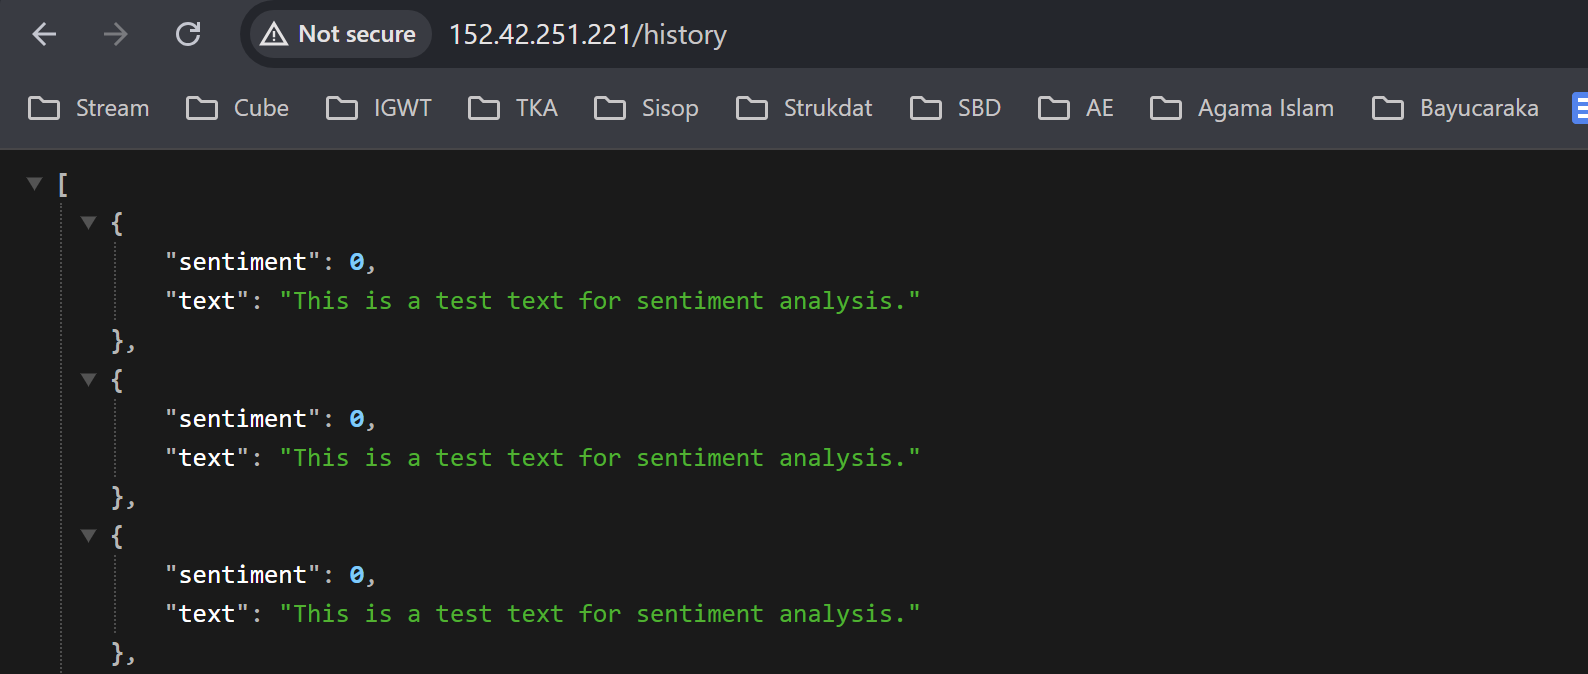 Not secure 152.42.251.221/history
Stream Cube IGWT TKA Sisop Strukdat SBD AE Agama Islam Bayucaraka
[
{
"sentiment": 0,
"text": "This is a test text for sentiment analysis."
},
{
"sentiment": 0,
"text": "This is a test text for sentiment analysis."
},
{
"sentiment": 0,
"text": "This is a test text for sentiment analysis."
},